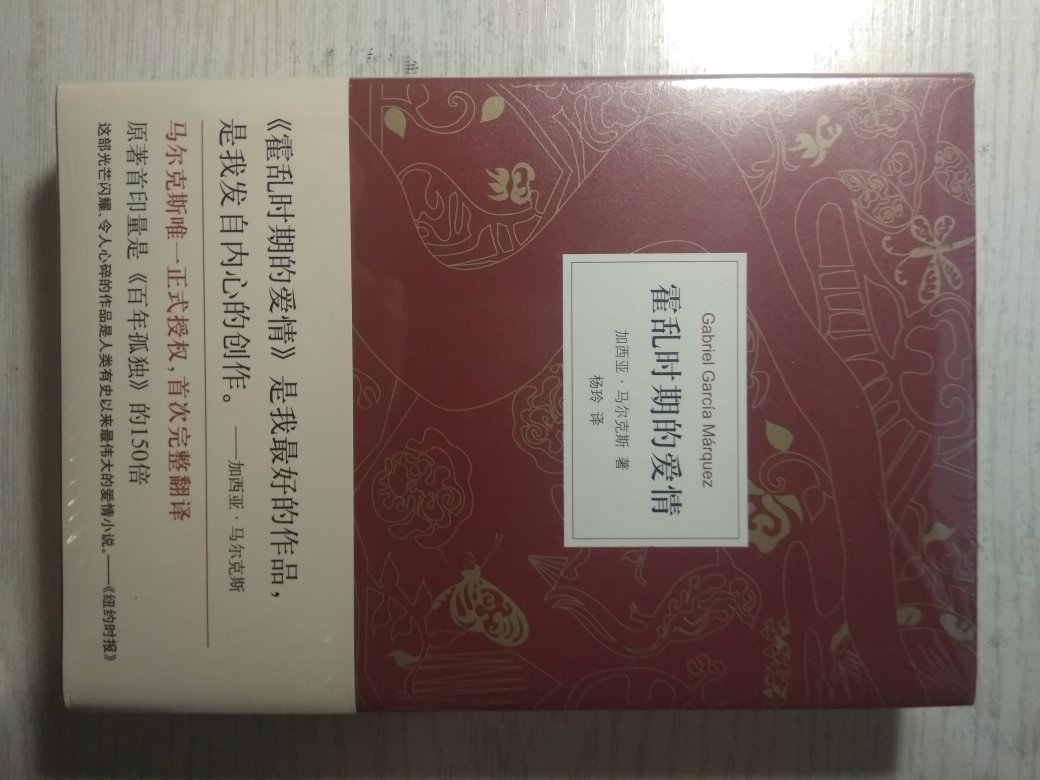 Gabriel García Márquez
霍乱时期的爱情
加西亚·马尔克斯 著
杨玲 译
《霍乱时期的爱情》是我最好的作品，
是我发自内心的创作。 ——加西亚·马尔克斯
马尔克斯唯一正式授权，首次完整翻译
原著首印量是《百年孤独》的150倍
这部光芒闪耀、令人心碎的作品是人类有史以来最伟大的爱情小说。——《纽约时报》